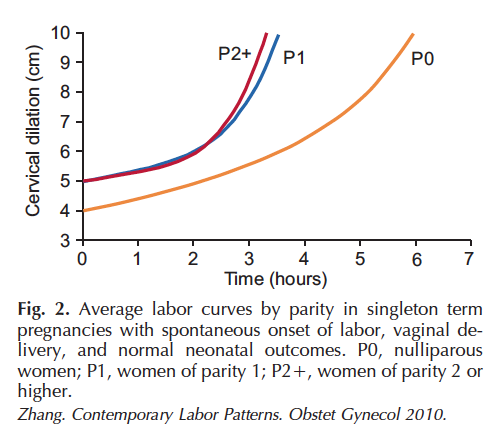 10
9
8
7
6
5
4
3
Cervical dilation (cm)
P2+
P1
P0
0 1 2 3 4 5 6 7
Time (hours)
Fig. 2. Average labor curves by parity in singleton term
pregnancies with spontaneous onset of labor, vaginal de-
livery, and normal neonatal outcomes. P0, nulliparous
women; P1, women of parity 1; P2+, women of parity 2 or
higher.
Zhang. Contemporary Labor Patterns. Obstet Gynecol 2010.